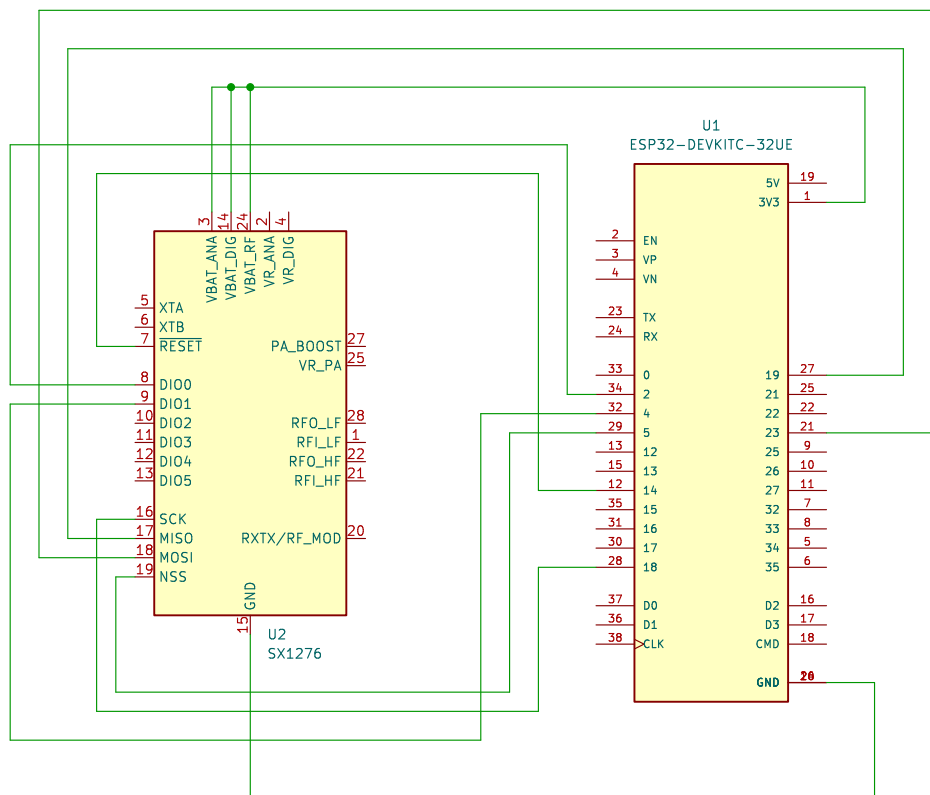 U1
ESP32-DEVKITC-32UE
5V 19
3V3 1
2 EN
3 VP
4 VN
23 TX
24 RX
33 0
34 2
32 4
29 5
13 12
15 13
12 14
35 15
31 16
30 17
28 18
37 D0
36 D1
38 CLK
19 27
21 25
22 22
23 21
25 9
26 10
27 11
32 7
33 8
34 5
35 6
D2 16
D3 17
CMD 18
GND
3 VBAT_ANA
14 VBAT_DIG
24 VBAT_RF
2 VR_ANA
4 VR_DIG
5 XTA
6 XTB
7 RESET
8 DIO0
9 DIO1
10 DIO2
11 DIO3
12 DIO4
13 DIO5
16 SCK
17 MISO
18 MOSI
19 NSS
PA_BOOST 27
VR_PA 25
RFO_LF 28
RFI_LF 1
RFO_HF 22
RFI_HF 21
RXTX/RF_MOD 20
GND 15
U2
SX1276